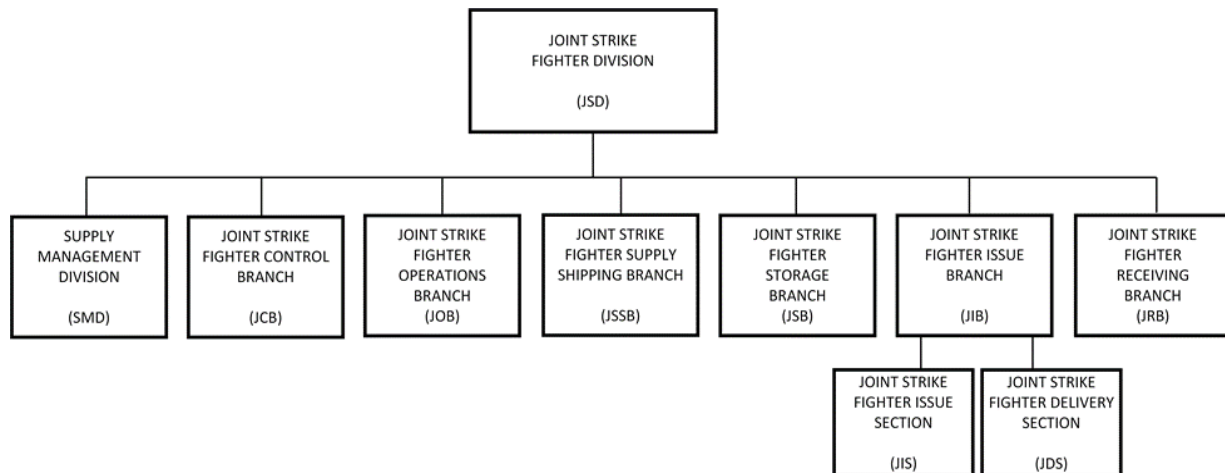 JOINT STRIKE
FIGHTER DIVISION
(JSD)
SUPPLY
MANAGEMENT
DIVISION
(SMD)
JOINT STRIKE
FIGHTER CONTROL
BRANCH
(JCB)
JOINT STRIKE
FIGHTER
OPERATIONS
BRANCH
(JOB)
JOINT STRIKE
FIGHTER SUPPLY
SHIPPING BRANCH
(JSSB)
JOINT STRIKE
FIGHTER
STORAGE
BRANCH
(JSB)
JOINT STRIKE
FIGHTER ISSUE
BRANCH
(JIB)
JOINT STRIKE
FIGHTER
RECEIVING
BRANCH
(JRB)
JOINT STRIKE
FIGHTER ISSUE
SECTION
(JIS)
JOINT STRIKE
FIGHTER DELIVERY
SECTION
(JDS)